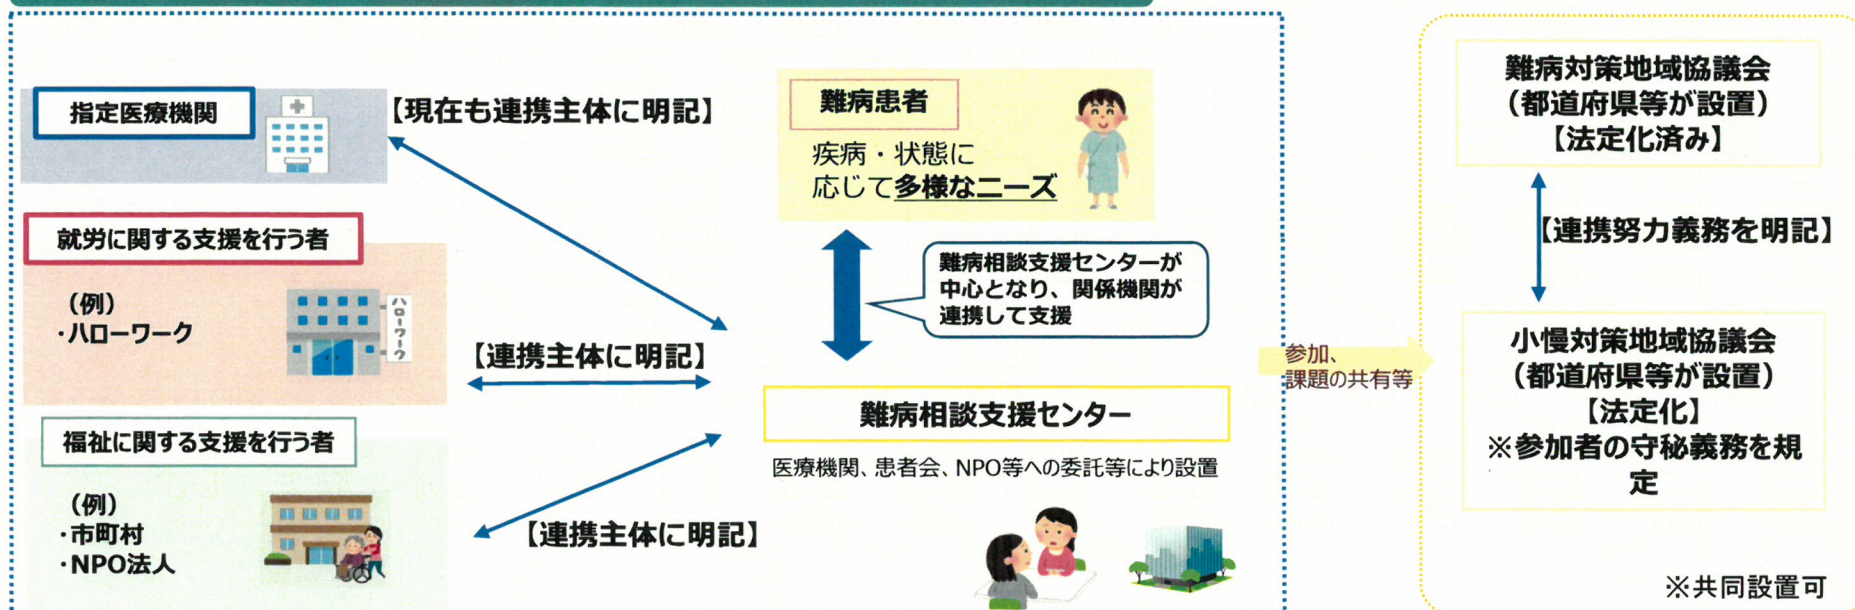 指定医療機関
【現在も連携主体に明記】
就労に関する支援を行う者
（例）
・ハローワーク
ハローワーク
【連携主体に明記】
福祉に関する支援を行う者
（例）
・市町村
・NPO法人
【連携主体に明記】
難病患者
疾病・状態に
応じて多様なニーズ
難病相談支援センターが
中心となり、関係機関が
連携して支援
難病相談支援センター
医療機関、患者会、NPO等への委託等により設置
参加、
課題の共有等
難病対策地域協議会
（都道府県等が設置）
【法定化済み】
【連携努力義務を明記】
小慢対策地域協議会
（都道府県等が設置）
【法定化】
※参加者の守秘義務を規
定
※共同設置可